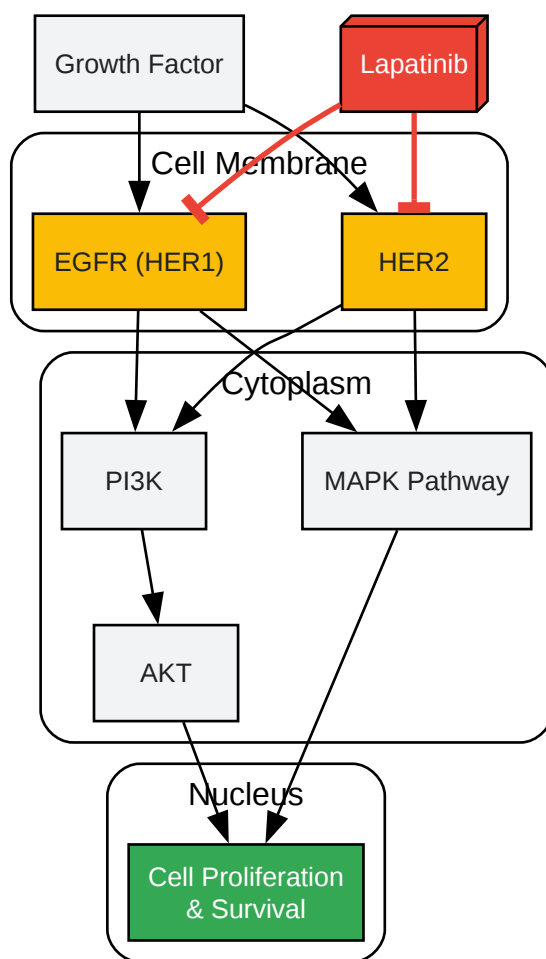 Growth Factor
Lapatinib
Cell Membrane
EGFR (HER1)
HER2
Cytoplasm
PI3K
MAPK Pathway
AKT
Nucleus
Cell Proliferation
& Survival